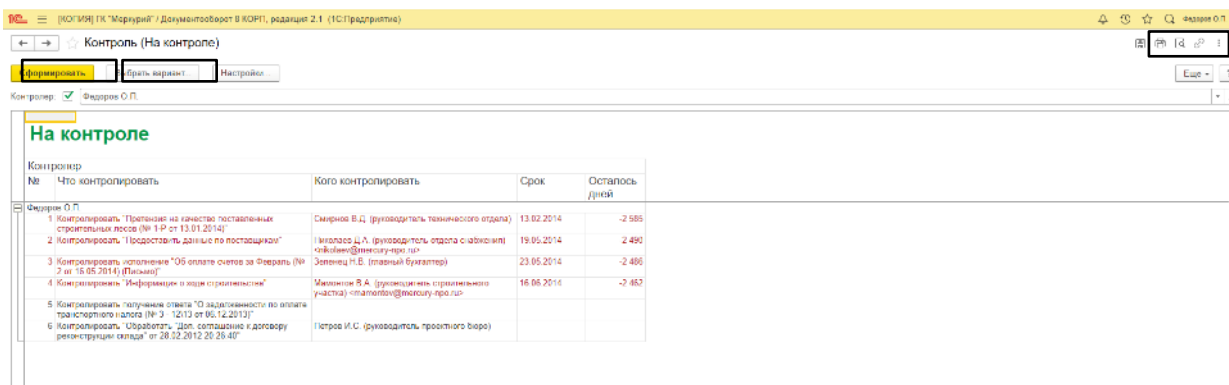 [КОПИЯ] ГК "Меркурий" / Документооборот 8 КОРП, редакция 2.1 (1С:Предприятие) Федоров О.П.
Контроль (На контроле)
Сформировать Выбрать вариант... Настройки... Еще
Контролер: Федоров О.П.
На контроле
Контролер
№ Что контролировать Кого контролировать Срок Осталось
дней
Федоров О.П.
1 Контролировать "Претензия на качество поставленных Смирнов В.Д. (руководитель технического отдела) 13.02.2014
строительных лесов (№ 1-Р от 13.01.2014)"
2 Контролировать "Предоставить данные по поставщикам" Николаев Д.А. (руководитель отдела снабжения) 19.05.2014 -2 490
<nikolaev@mercury-npo.ru>
3 Контролировать исполнение "Об оплате счетов за Февраль (№ Зеленец Н.В. (главный бухгалтер) 23.05.2014 -2 486
2 от 16.05.2014) (Письмо)"
4 Контролировать "Информация о ходе строительства" Мамонтов В.А. (руководитель строительного 16.06.2014 -2 462
участка) <mamontov@mercury-npo.ru>
5 Контролировать получение ответа "О задолженности по оплате
транспортного налога (№ 3 - 12\13 от 05.12.2013)"
6 Контролировать "Обработать "Доп. соглашение к договору Петров И.С. (руководитель проектного бюро)
реконструкции склада" от 28.02.2012 20:26:40"